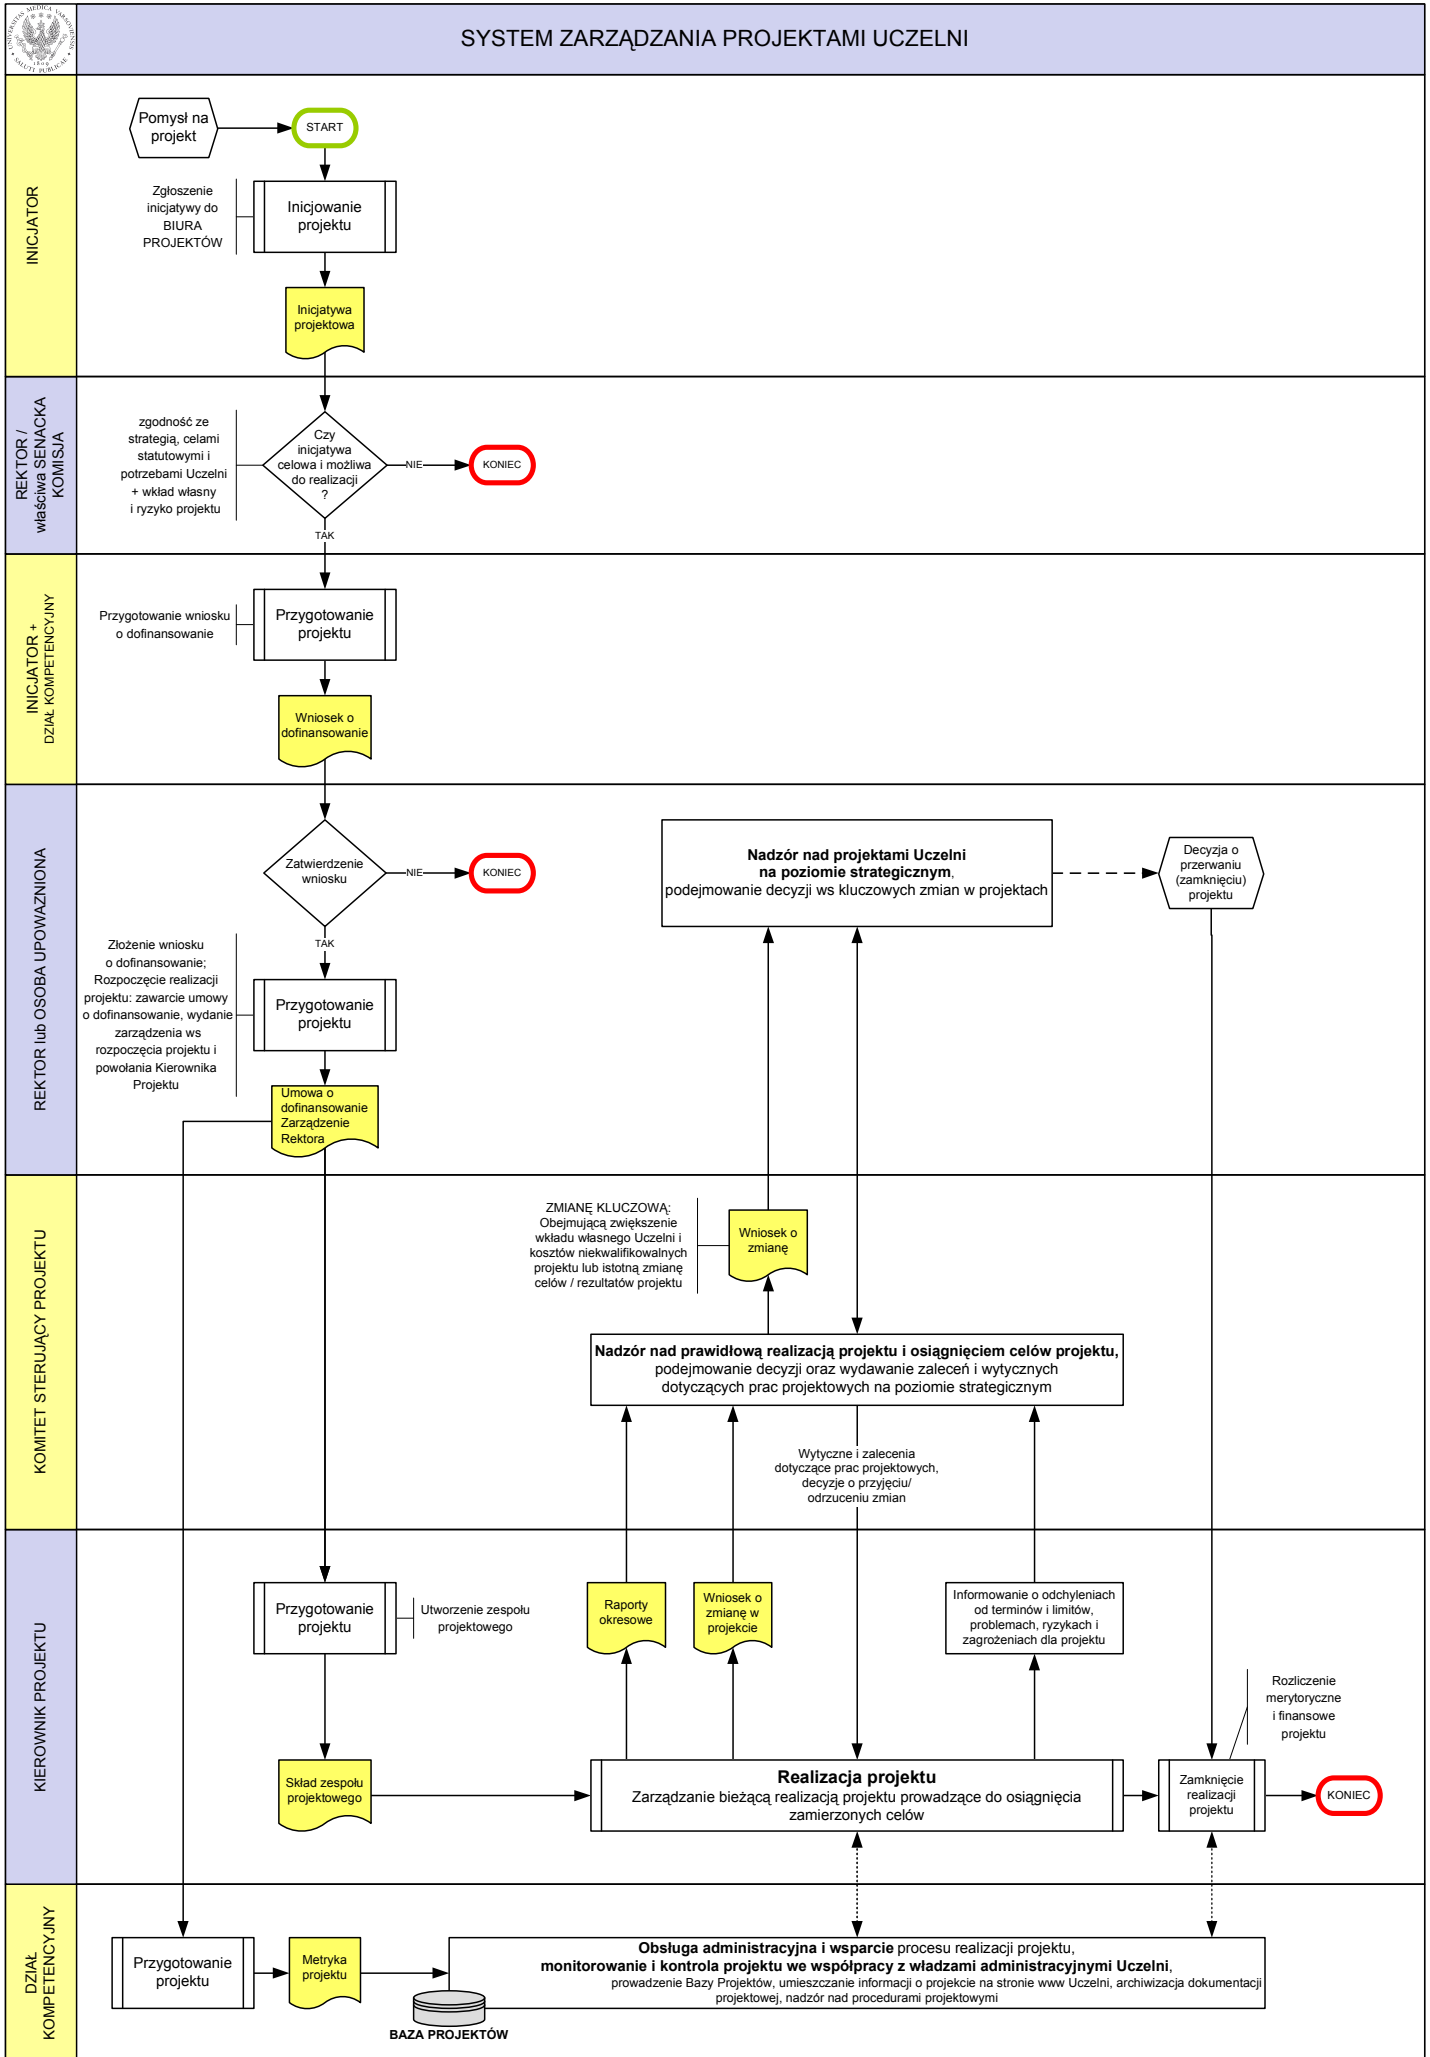 UNIVERSITAS MEDICA VARSOVIENSIS
SALUTI PUBLICAE
1809
SYSTEM ZARZĄDZANIA PROJEKTAMI UCZELNI
INICJATOR
Pomysł na
projekt
START
Zgłoszenie
inicjatywy do
BIURA
PROJEKTÓW
Inicjowanie
projektu
Inicjatywa
projektowa
REKTOR /
właściwa SENACKA
KOMISJA
zgodność ze
strategią, celami
statutowymi i
potrzebami Uczelni
+ wkład własny
i ryzyko projektu
Czy
inicjatywa
celowa i możliwa
do realizacji
?
NIE
KONIEC
TAK
INICJATOR +
DZIAŁ KOMPETENCYJNY
Przygotowanie wniosku
o dofinansowanie
Przygotowanie
projektu
Wniosek o
dofinansowanie
REKTOR lub OSOBA UPOWAŻNIONA
Zatwierdzenie
wniosku
NIE
KONIEC
TAK
Nadzór nad projektami Uczelni
na poziomie strategicznym,
podejmowanie decyzji ws kluczowych zmian w projektach
Decyzja o
przerwaniu
(zamknięciu)
projektu
Złożenie wniosku
o dofinansowanie;
Rozpoczęcie realizacji
projektu: zawarcie umowy
o dofinansowanie, wydanie
zarządzenia ws
rozpoczęcia projektu i
powołania Kierownika
Projektu
Przygotowanie
projektu
Umowa o
dofinansowanie
Zarządzenie
Rektora
KOMITET STERUJĄCY PROJEKTU
ZMIANĘ KLUCZOWĄ:
Obejmującą zwiększenie
wkładu własnego Uczelni i
kosztów niekwalifikowalnych
projektu lub istotną zmianę
celów / rezultatów projektu
Wniosek o
zmianę
Nadzór nad prawidłową realizacją projektu i osiągnięciem celów projektu,
podejmowanie decyzji oraz wydawanie zaleceń i wytycznych
dotyczących prac projektowych na poziomie strategicznym
Wytyczne i zalecenia
dotyczące prac projektowych,
decyzje o przyjęciu/
odrzuceniu zmian
KIEROWNIK PROJEKTU
Przygotowanie
projektu
Utworzenie zespołu
projektowego
Raporty
okresowe
Wniosek o
zmianę w
projekcie
Informowanie o odchyleniach
od terminów i limitów,
problemach, ryzykach i
zagrożeniach dla projektu
Rozliczenie
merytoryczne
i finansowe
projektu
Skład zespołu
projektowego
Realizacja projektu
Zarządzanie bieżącą realizacją projektu prowadzące do osiągnięcia
zamierzonych celów
Zamknięcie
realizacji
projektu
KONIEC
DZIAŁ
KOMPETENCYJNY
Przygotowanie
projektu
Metryka
projektu
Obsługa administracyjna i wsparcie procesu realizacji projektu,
monitorowanie i kontrola projektu we współpracy z władzami administracyjnymi Uczelni,
prowadzenie Bazy Projektów, umieszczanie informacji o projekcie na stronie www Uczelni, archiwizacja dokumentacji
projektowej, nadzór nad procedurami projektowymi
BAZA PROJEKTÓW